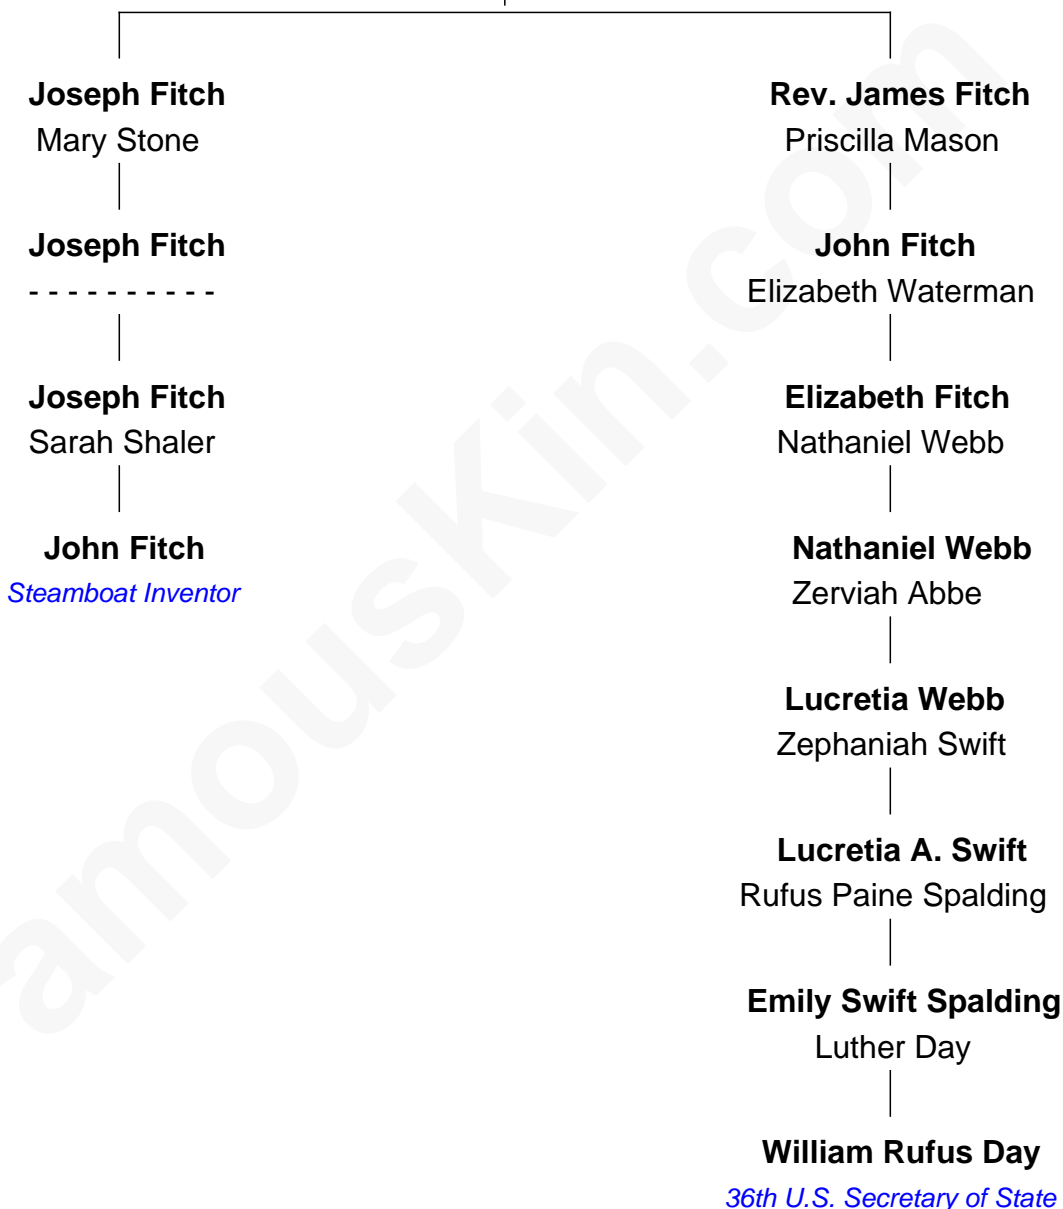 Joseph Fitch
Mary Stone
Joseph Fitch
- - - - - - - - - -
Joseph Fitch
Sarah Shaler
John Fitch
Steamboat Inventor
Rev. James Fitch
Priscilla Mason
John Fitch
Elizabeth Waterman
Elizabeth Fitch
Nathaniel Webb
Nathaniel Webb
Zerviah Abbe
Lucretia Webb
Zephaniah Swift
Lucretia A. Swift
Rufus Paine Spalding
Emily Swift Spalding
Luther Day
William Rufus Day
36th U.S. Secretary of State
amousKin.com